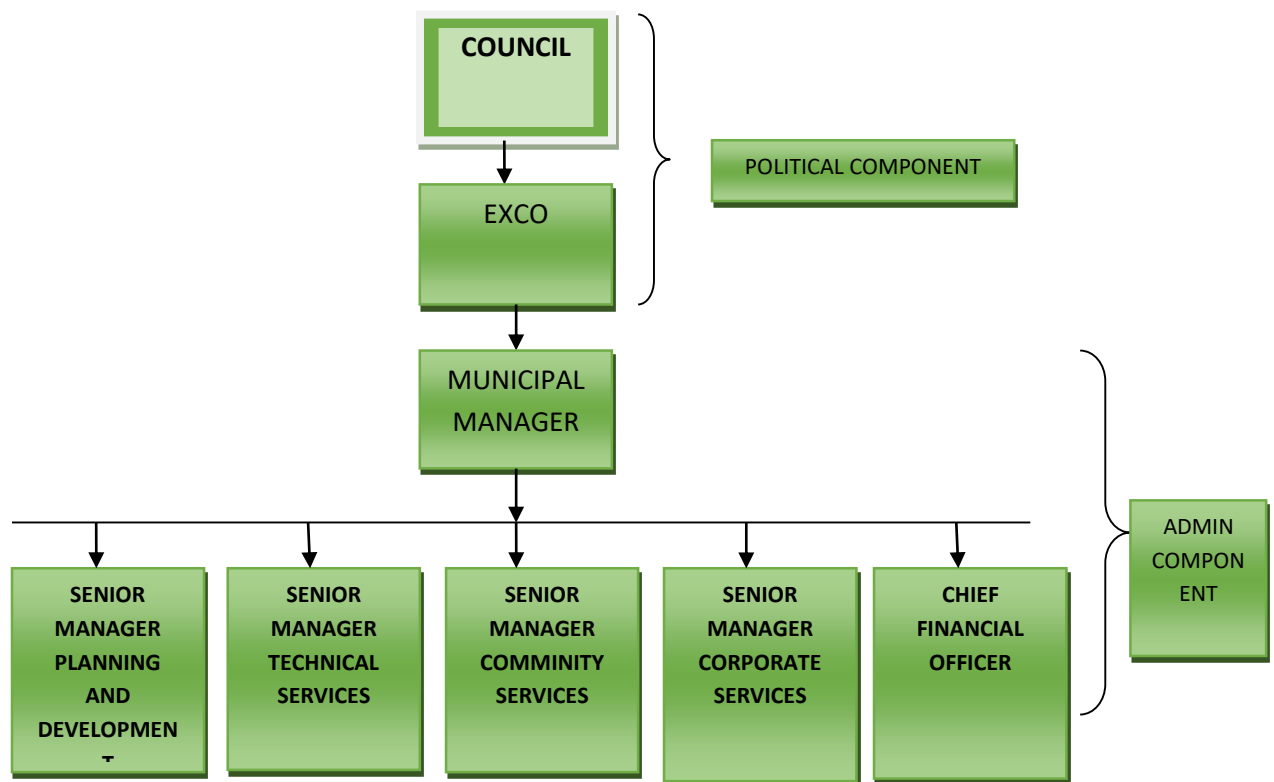 COUNCIL
POLITICAL COMPONENT
EXCO
MUNICIPAL
MANAGER
ADMIN
COMPON
ENT
SENIOR
MANAGER
PLANNING
AND
DEVELOPMEN
T
SENIOR
MANAGER
TECHNICAL
SERVICES
SENIOR
MANAGER
COMMINITY
SERVICES
SENIOR
MANAGER
CORPORATE
SERVICES
CHIEF
FINANCIAL
OFFICER